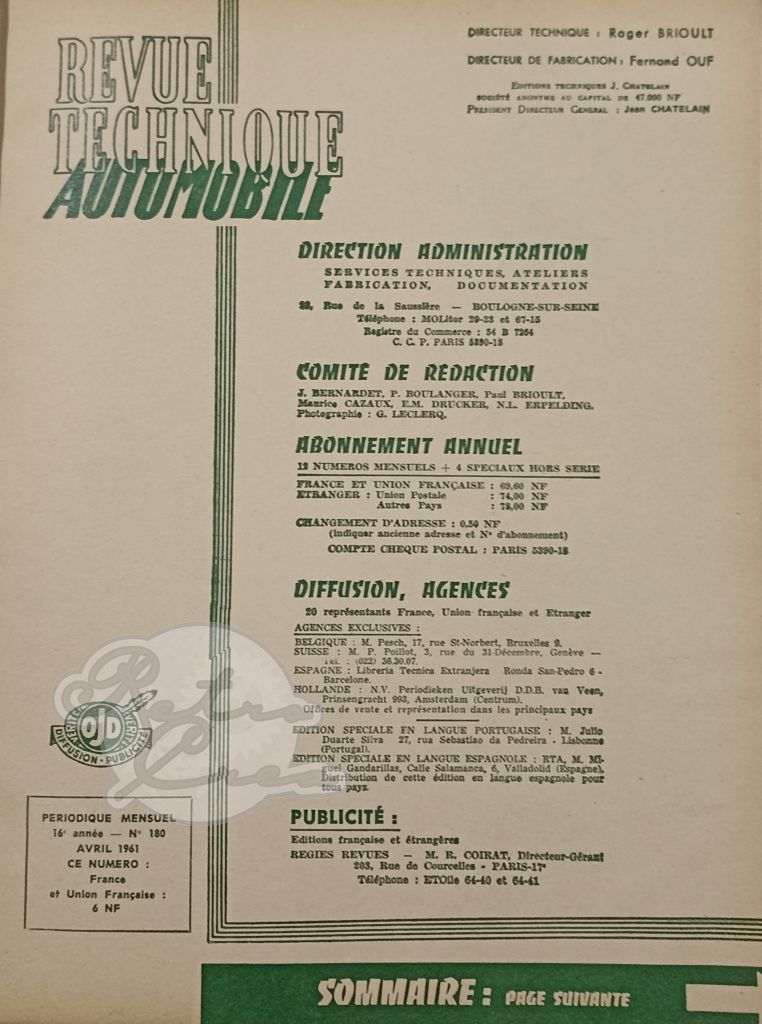 DIRECTEUR TECHNIQUE : Roger BRIOULT
DIRECTEUR DE FABRICATION : Fernand OUF
EDITIONS TECHNIQUES J. CHATELAIN
SOCIÉTÉ ANONYME AU CAPITAL DE 47.000 NF
PRESIDENT DIRECTEUR GENERAL : Jean CHATELAIN
REVUE
TECHNIQUE
AUTOMOBILE
DIRECTION ADMINISTRATION
SERVICES TECHNIQUES, ATELIERS
FABRICATION, DOCUMENTATION
22, Rue de la Saussière — BOULOGNE-SUR-SEINE
Téléphone : MOLitor 29-23 et 67-15
Registre du Commerce : 54 B 7264
C. C. P. PARIS 5390-18
COMITÉ DE RÉDACTION
J. BERNARDET, P. BOULANGER, Paul BRIOULT,
Maurice CAZAUX, E.M. DRUCKER, N.L. ERPELDING.
Photographie : G. LECLERQ.
ABONNEMENT ANNUEL
12 NUMEROS MENSUELS + 4 SPECIAUX HORS SERIE
FRANCE ET UNION FRANÇAISE : 69,60 NF
ETRANGER : Union Postale : 74,00 NF
Autres Pays : 78,00 NF
CHANGEMENT D'ADRESSE : 0,50 NF
(Indiquer ancienne adresse et N° d'abonnement)
COMPTE CHEQUE POSTAL : PARIS 5390-18
DIFFUSION, AGENCES
20 représentants France, Union française et Etranger
AGENCES EXCLUSIVES :
BELGIQUE : M. Pesch, 17, rue St-Norbert, Bruxelles 2.
SUISSE : M. P. Poillot, 3, rue du 31-Décembre, Genève —
Tél. : (022) 36.30.07.
ESPAGNE : Libreria Tecnica Extranjera Ronda San-Pedro 6 -
Barcelone.
HOLLANDE : N.V. Periodieken Uitgeverij D.D.B. van Veen,
Prinsengracht 993, Amsterdam (Centrum).
Offices de vente et représentation dans les principaux pays
EDITION SPECIALE EN LANGUE PORTUGAISE : M. Julio
Duarte Silva 27, rua Sebastiao da Pedreira - Lisbonne
(Portugal).
EDITION SPECIALE EN LANGUE ESPAGNOLE : RTA, M. Mi-
guel Gandarillas, Calle Salamanca, 6, Valladolid (Espagne).
Distribution de cette édition en langue espagnole pour
tous pays.
Retro
OJD
DIFFUSION · PUBLICITÉ
PERIODIQUE MENSUEL
16e année — N° 180
AVRIL 1961
CE NUMERO :
France
et Union Française :
6 NF
PUBLICITÉ :
Editions française et étrangères
REGIES REVUES — M. R. COIRAT, Directeur-Gérant
203, Rue de Courcelles - PARIS-17e
Téléphone : ETOile 64-40 et 64-41
SOMMAIRE : PAGE SUIVANTE